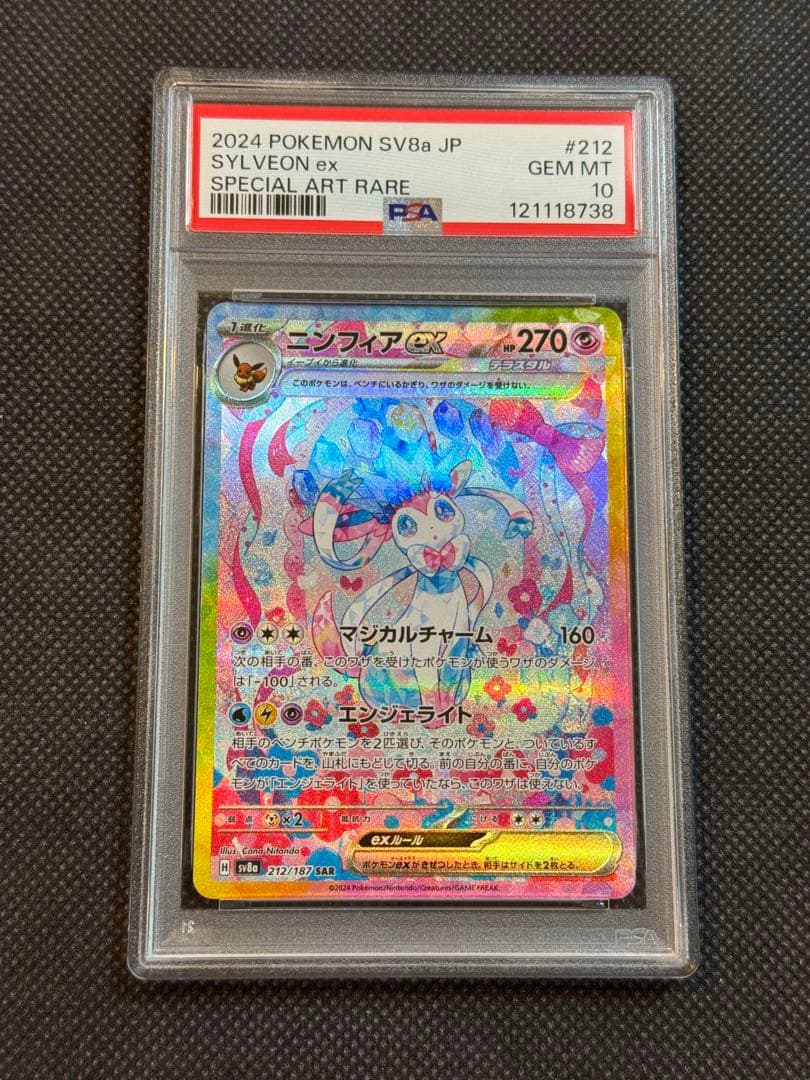 2024 POKEMON SV8a JP #212
SYLVEON ex GEM MT
SPECIAL ART RARE 10
PSA 121118738
1進化 ニンフィアex HP 270
イーブイから進化 テラスタル
このポケモンは、ベンチにいるかぎり、ワザのダメージを受けない。
マジカルチャーム 160
次の相手の番、このワザを受けたポケモンが使うワザのダメージ
は「-100」される。
エンジェライト
相手のベンチポケモンを2匹選び、そのポケモンと、ついているす
べてのカードを、山札にもどして切る。前の自分の番に、自分のポケ
モンが「エンジェライト」を使っていたなら、このワザは使えない。
弱点 ×2 抵抗力 にげる
exルール
ポケモンexがきぜつしたとき、相手はサイドを2枚とる。
Illus. Cona Nitanda
H sv8a 212/187 SAR
©2024 Pokémon/Nintendo/Creatures/GAME FREAK.
PSA